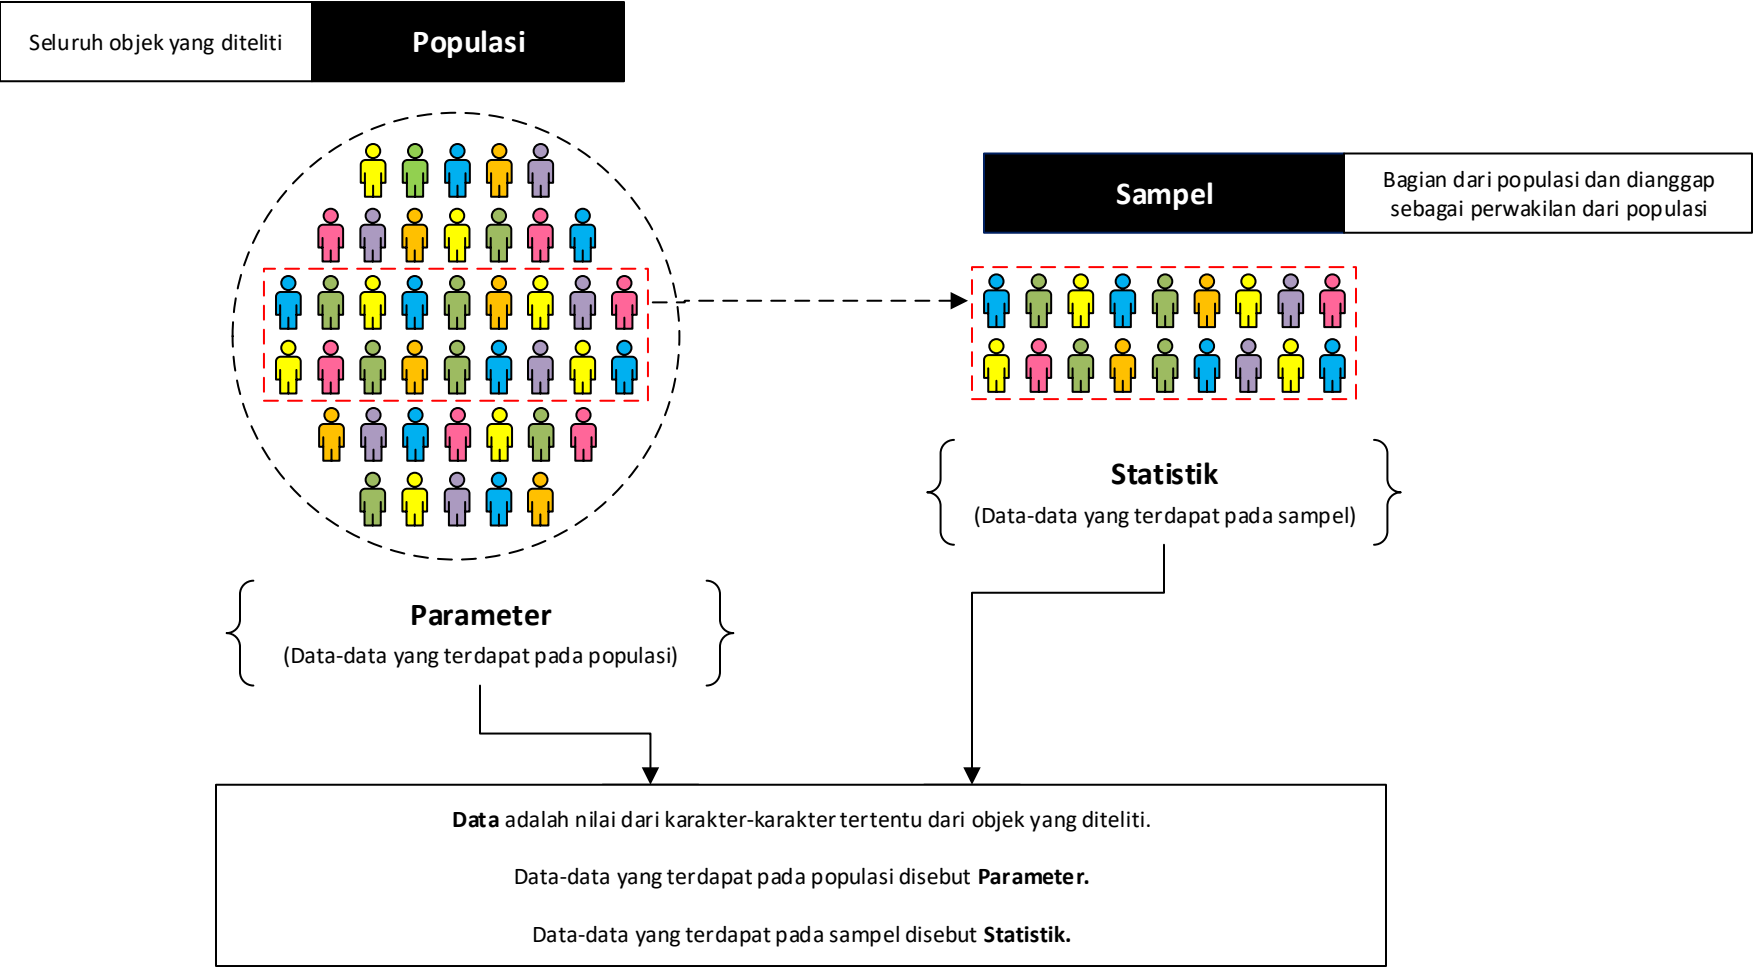 Seluruh objek yang diteliti
Populasi
Sampel
Bagian dari populasi dan dianggap
sebagai perwakilan dari populasi
Statistik
(Data-data yang terdapat pada sampel)
Parameter
(Data-data yang terdapat pada populasi)
Data adalah nilai dari karakter-karakter tertentu dari objek yang diteliti.
Data-data yang terdapat pada populasi disebut Parameter.
Data-data yang terdapat pada sampel disebut Statistik.